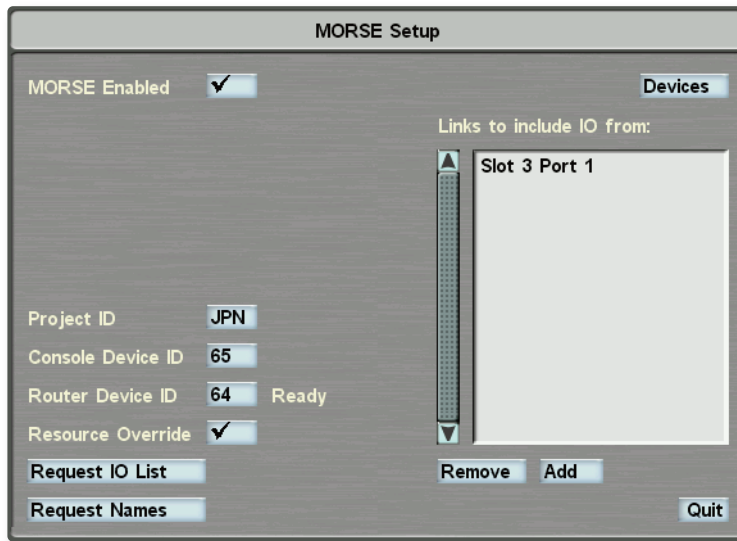 MORSE Setup
MORSE Enabled
Devices
Links to include IO from:
Slot 3 Port 1
Project ID JPN
Console Device ID 65
Router Device ID 64 Ready
Resource Override
Request IO List
Remove Add
Request Names
Quit